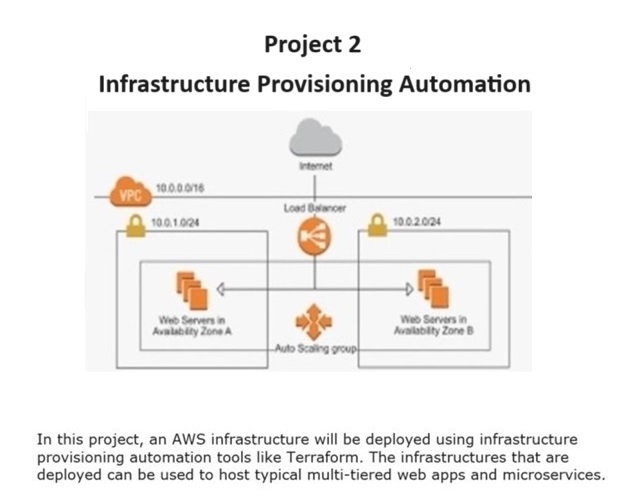 Project 2
Infrastructure Provisioning Automation
Internet
VPC
10.0.0.0/16
Load Balancer
10.0.1.0/24
10.0.2.0/24
Web Servers in
Availability Zone A
Web Servers in
Availability Zone B
Auto Scaling group
In this project, an AWS infrastructure will be deployed using infrastructure
provisioning automation tools like Terraform. The infrastructures that are
deployed can be used to host typical multi-tiered web apps and microservices.